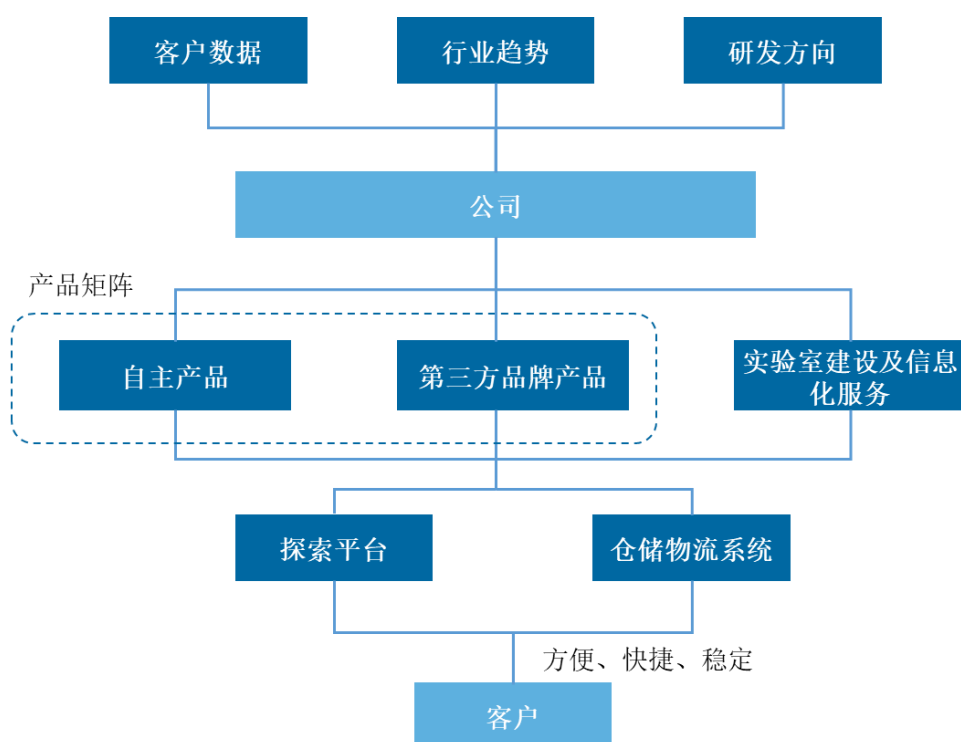 客户数据
行业趋势
研发方向
公司
产品矩阵
自主产品
第三方品牌产品
实验室建设及信息
化服务
探索平台
仓储物流系统
方便、快捷、稳定
客户